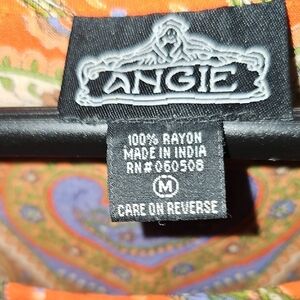 ANGIE
100% RAYON
MADE IN INDIA
RN# 060508
M
CARE ON REVERSE